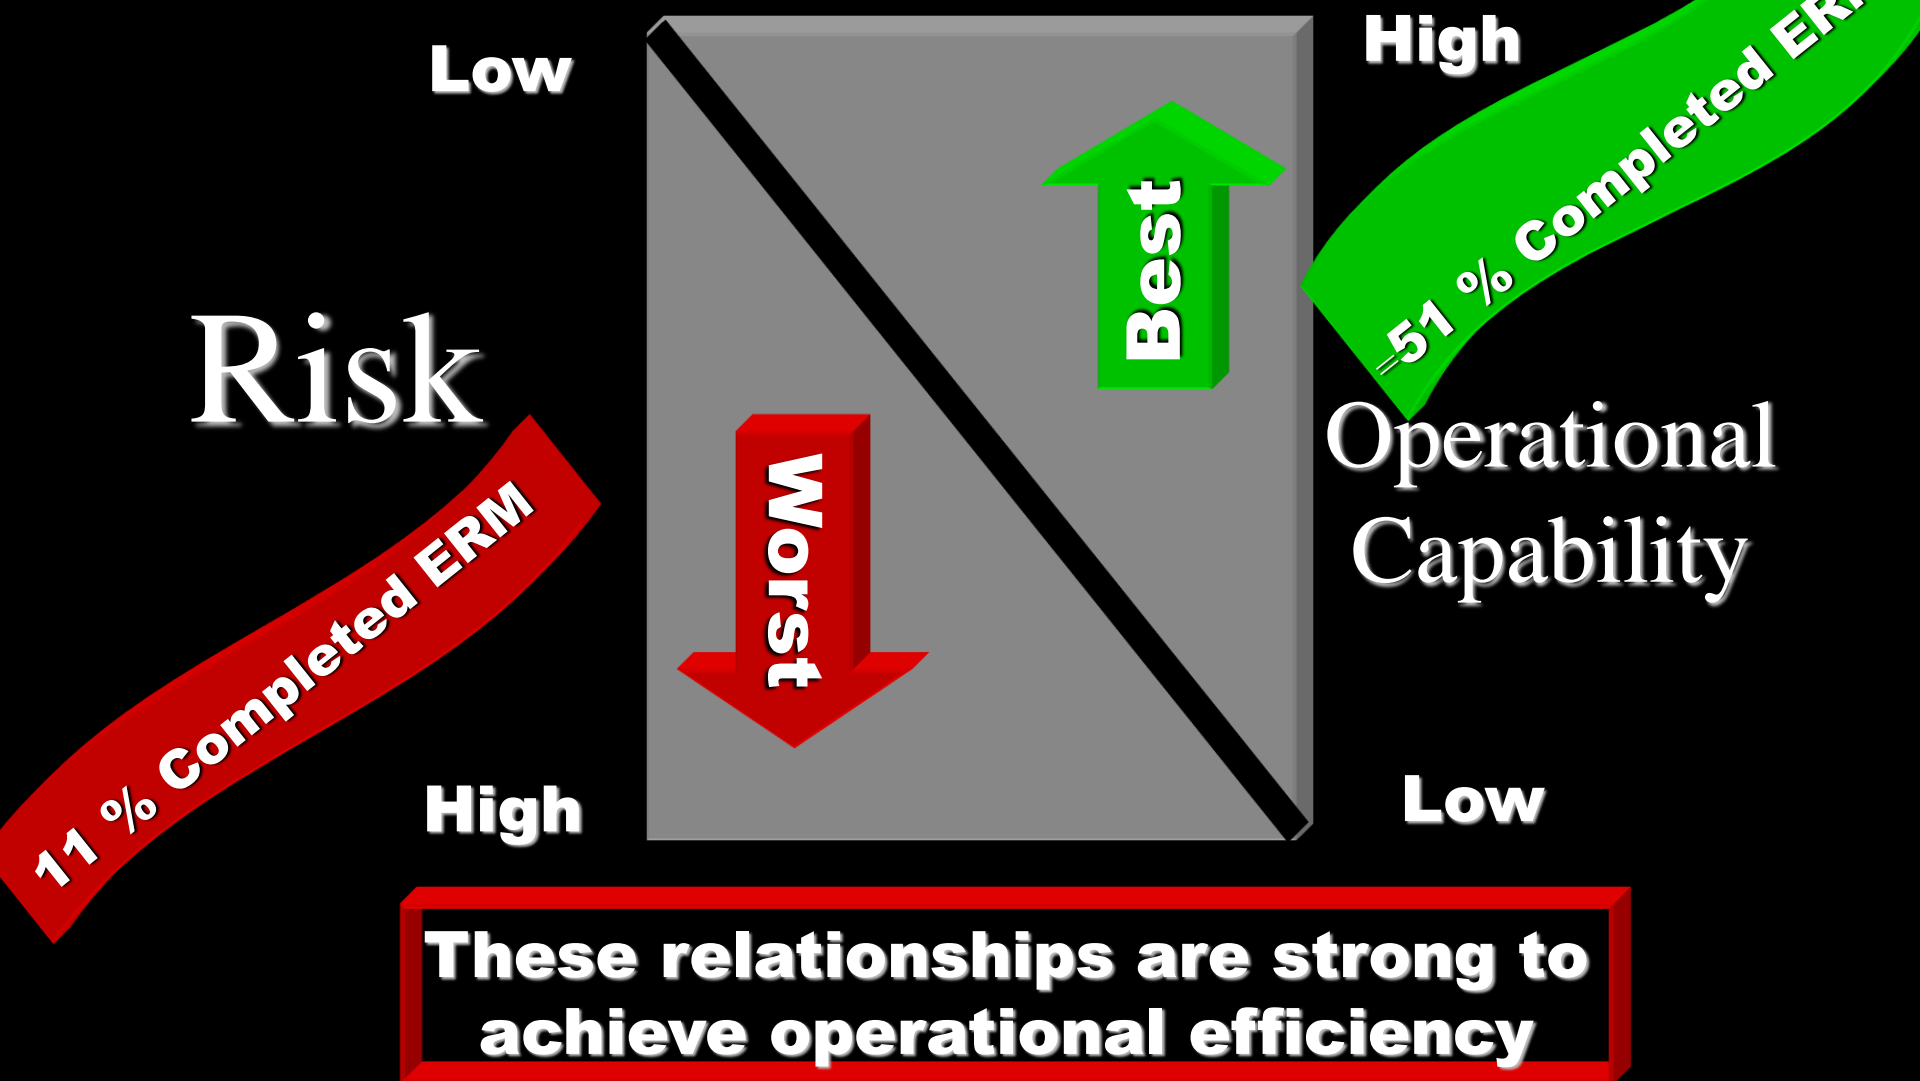 Low
High
=51 % Completed ERM
Best
Risk
Operational
Capability
Worst
11 % Completed ERM
High
Low
These relationships are strong to
achieve operational efficiency